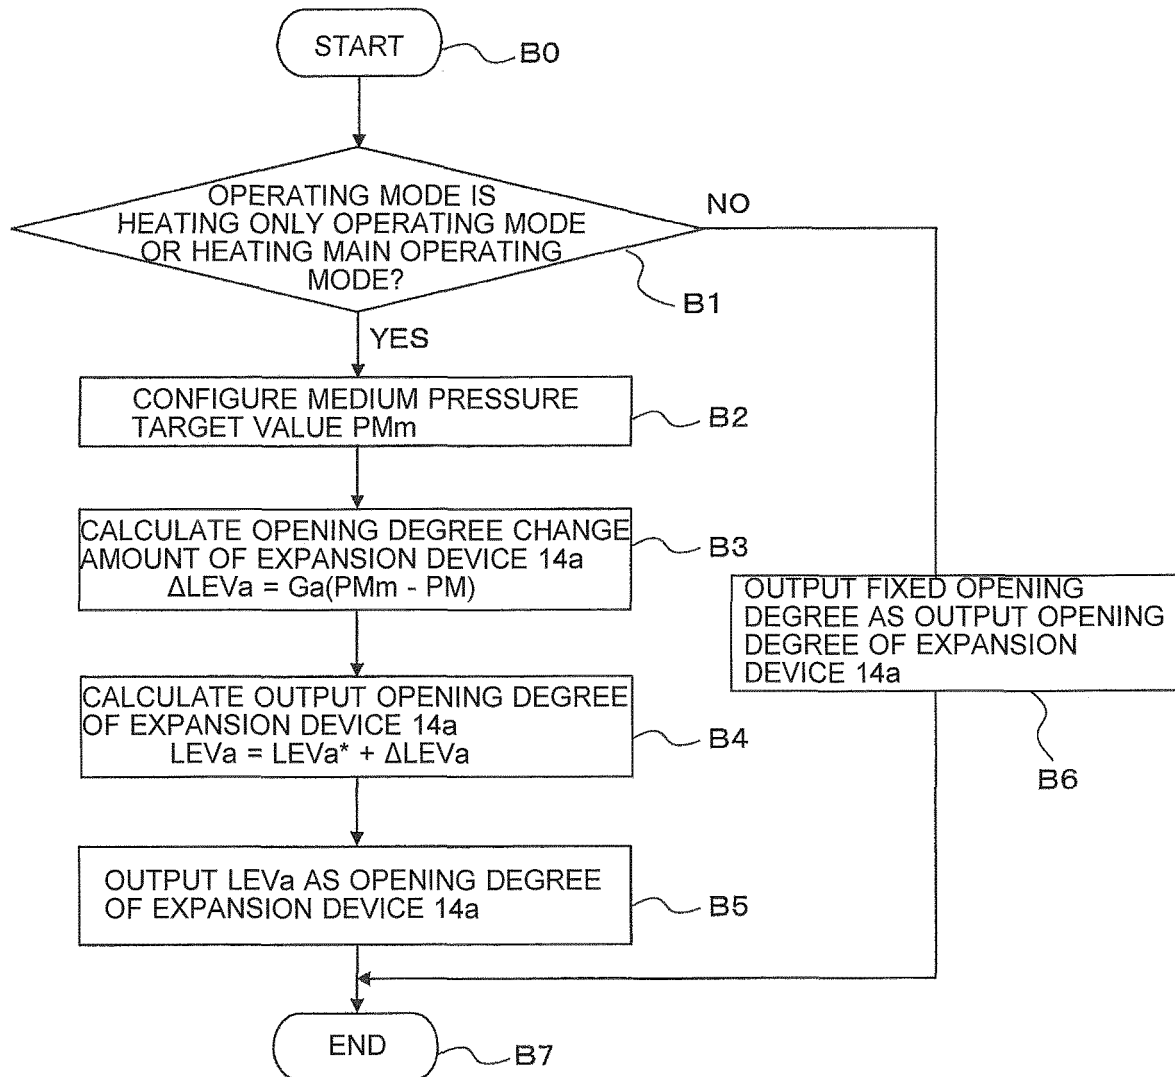 START
B0
OPERATING MODE IS
HEATING ONLY OPERATING MODE
OR HEATING MAIN OPERATING
MODE?
NO
B1
YES
CONFIGURE MEDIUM PRESSURE
TARGET VALUE PMm
B2
CALCULATE OPENING DEGREE CHANGE
AMOUNT OF EXPANSION DEVICE 14a
ΔLEVa = Ga(PMm - PM)
B3
OUTPUT FIXED OPENING
DEGREE AS OUTPUT OPENING
DEGREE OF EXPANSION
DEVICE 14a
B6
CALCULATE OUTPUT OPENING DEGREE
OF EXPANSION DEVICE 14a
LEVa = LEVa* + ΔLEVa
B4
OUTPUT LEVa AS OPENING DEGREE
OF EXPANSION DEVICE 14a
B5
END
B7